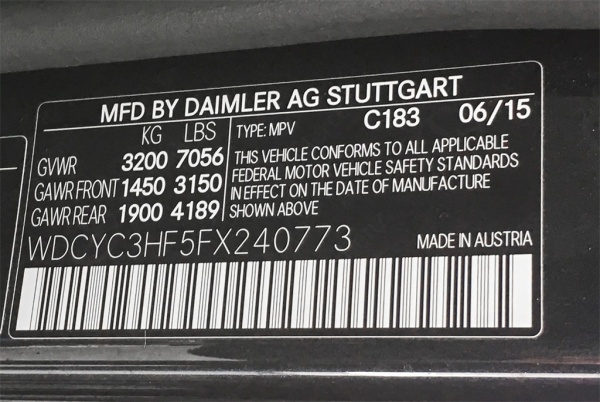 MFD BY DAIMLER AG STUTTGART
KG LBS
GVWR 3200 7056
GAWR FRONT 1450 3150
GAWR REAR 1900 4189
TYPE: MPV C183 06/15
THIS VEHICLE CONFORMS TO ALL APPLICABLE
FEDERAL MOTOR VEHICLE SAFETY STANDARDS
IN EFFECT ON THE DATE OF MANUFACTURE
SHOWN ABOVE
WDCYC3HF5FX240773 MADE IN AUSTRIA